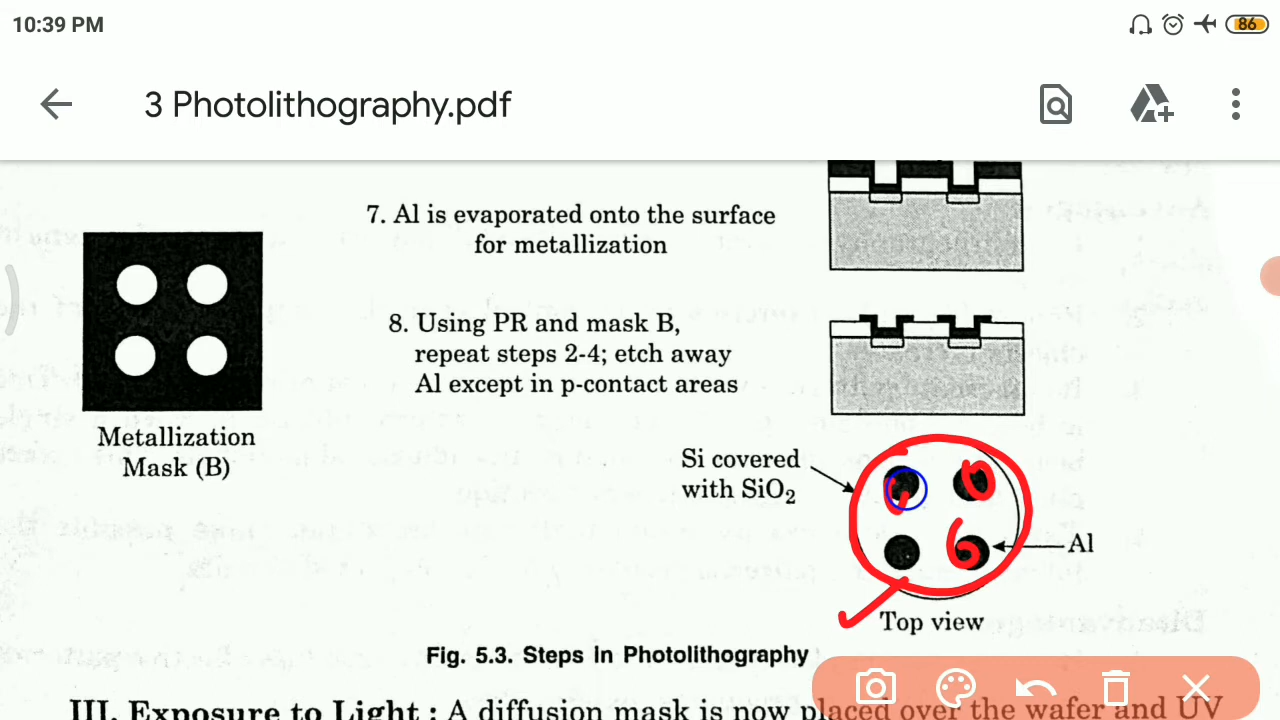 10:39 PM
86
3 Photolithography.pdf
7. Al is evaporated onto the surface
for metallization
8. Using PR and mask B,
repeat steps 2-4; etch away
Al except in p-contact areas
Metallization
Mask (B)
Si covered
with SiO₂
Al
Top view
Fig. 5.3. Steps in Photolithography
III. Exposure to Light : A diffusion mask is now placed over the wafer and UV